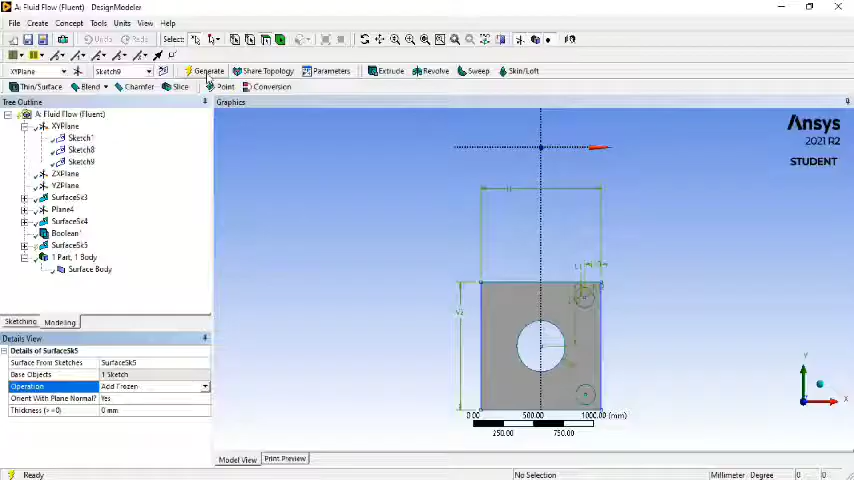 A: Fluid Flow (Fluent) - DesignModeler
File Create Concept Tools Units View Help
Undo Redo Select:
XYPlane Sketch9 Generate Share Topology Parameters Extrude Revolve Sweep Skin/Loft
Thin/Surface Blend Chamfer Slice Point Conversion
Tree Outline Graphics
A: Fluid Flow (Fluent)
XYPlane
Sketch1
Sketch8
Sketch9
ZXPlane
YZPlane
SurfaceSk3
Plane4
SurfaceSk4
Boolean1
SurfaceSk5
1 Part, 1 Body
Surface Body
Ansys
2021 R2
STUDENT
Sketching Modeling
Details View
Details of SurfaceSk5
Surface From Sketches SurfaceSk5
Base Objects 1 Sketch
Operation Add Frozen
Orient With Plane Normal? Yes
Thickness (>=0) 0 mm
0.00 500.00 1000.00 (mm)
250.00 750.00
Y
X
Model View Print Preview
Ready No Selection Millimeter Degree 0 0